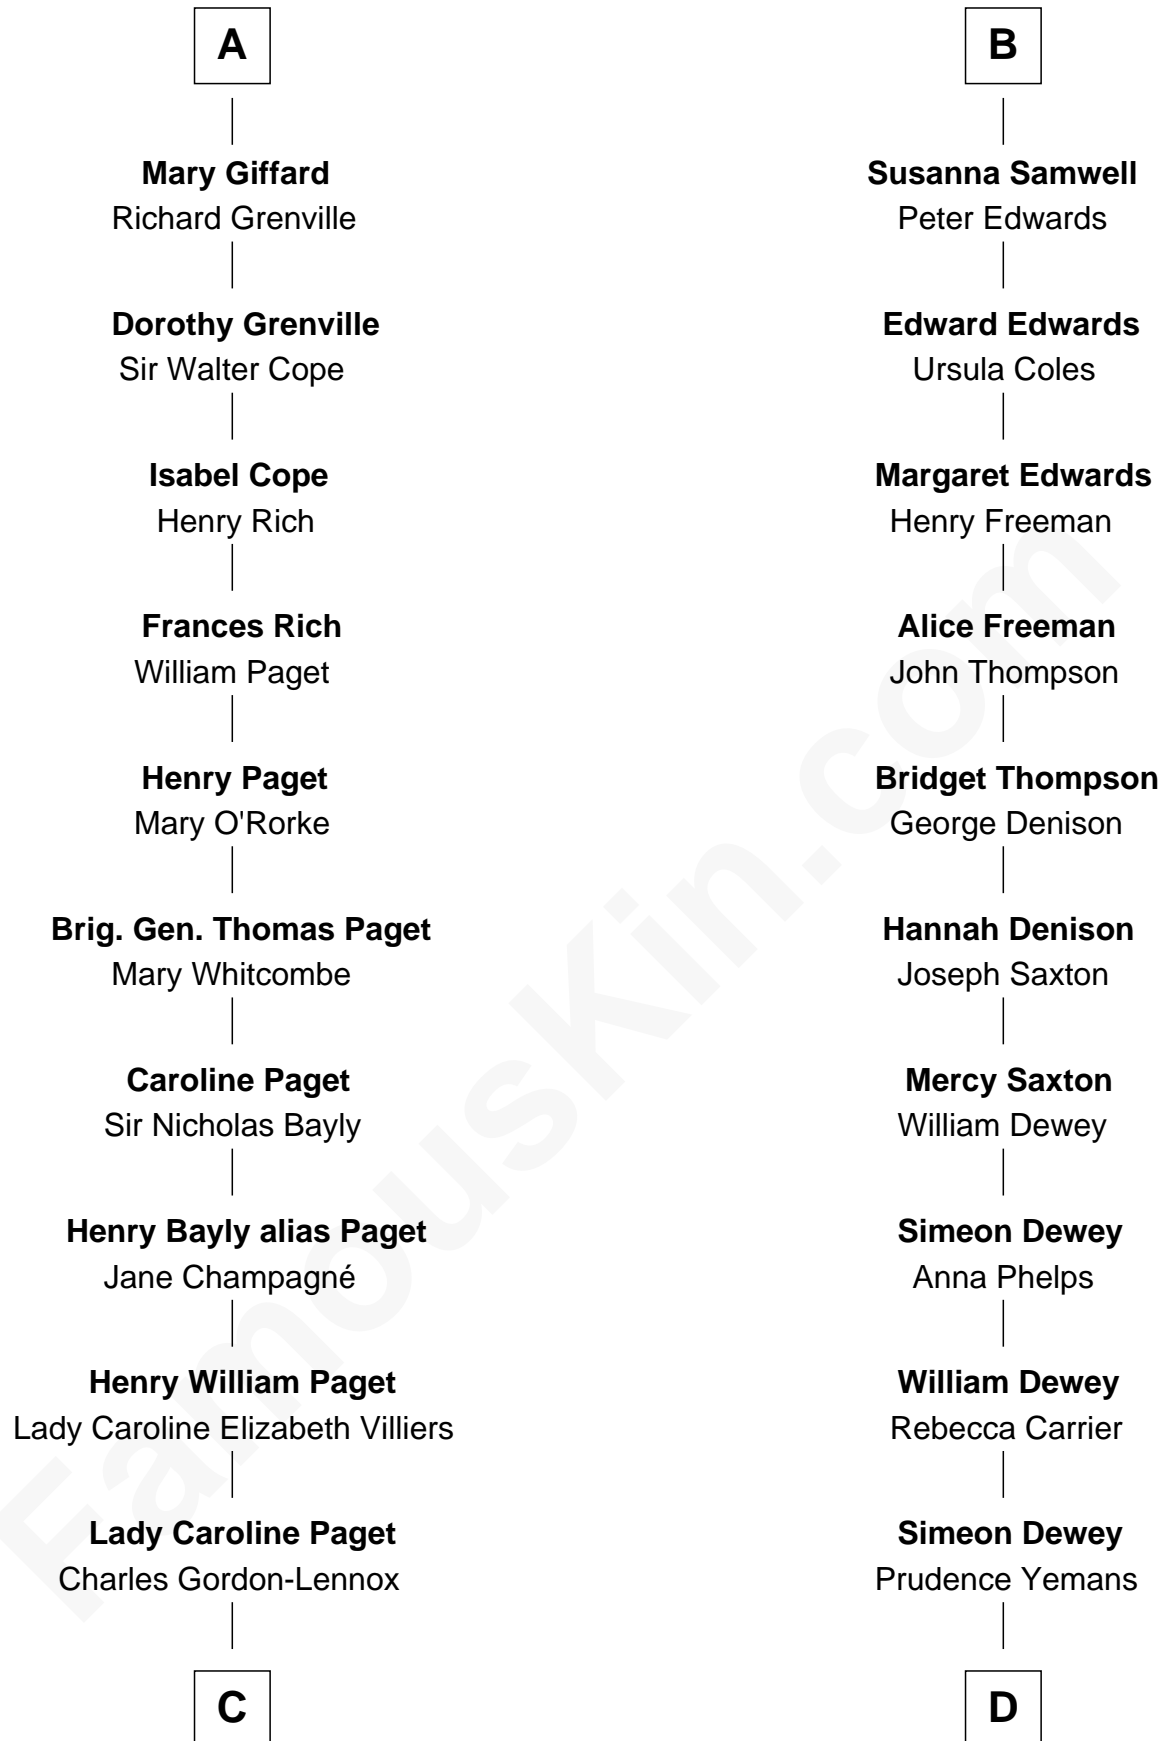 A
Mary Giffard
Richard Grenville
Dorothy Grenville
Sir Walter Cope
Isabel Cope
Henry Rich
Frances Rich
William Paget
Henry Paget
Mary O'Rorke
Brig. Gen. Thomas Paget
Mary Whitcombe
Caroline Paget
Sir Nicholas Bayly
Henry Bayly alias Paget
Jane Champagné
Henry William Paget
Lady Caroline Elizabeth Villiers
Lady Caroline Paget
Charles Gordon-Lennox
C
B
Susanna Samwell
Peter Edwards
Edward Edwards
Ursula Coles
Margaret Edwards
Henry Freeman
Alice Freeman
John Thompson
Bridget Thompson
George Denison
Hannah Denison
Joseph Saxton
Mercy Saxton
William Dewey
Simeon Dewey
Anna Phelps
William Dewey
Rebecca Carrier
Simeon Dewey
Prudence Yemans
D
FamousKin.com